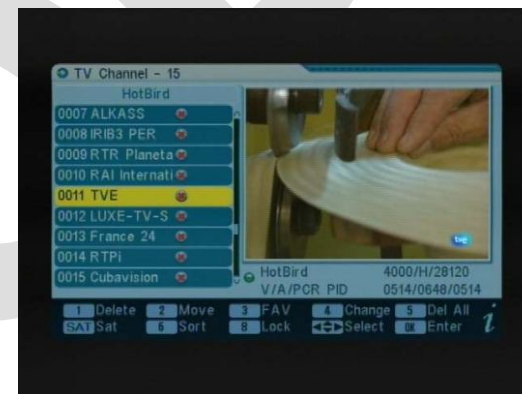 TV Channel - 15
HotBird
0007 ALKASS
0008 IRIB3 PER
0009 RTR Planeta
0010 RAI Internati
0011 TVE
0012 LUXE-TV-S
0013 France 24
0014 RTPi
0015 Cubavision
tve
HotBird 4000/H/28120
V/A/PCR PID 0514/0648/0514
1 Delete 2 Move 3 FAV 4 Change 5 Del All
SAT Sat 6 Sort 8 Lock Select OK Enter i